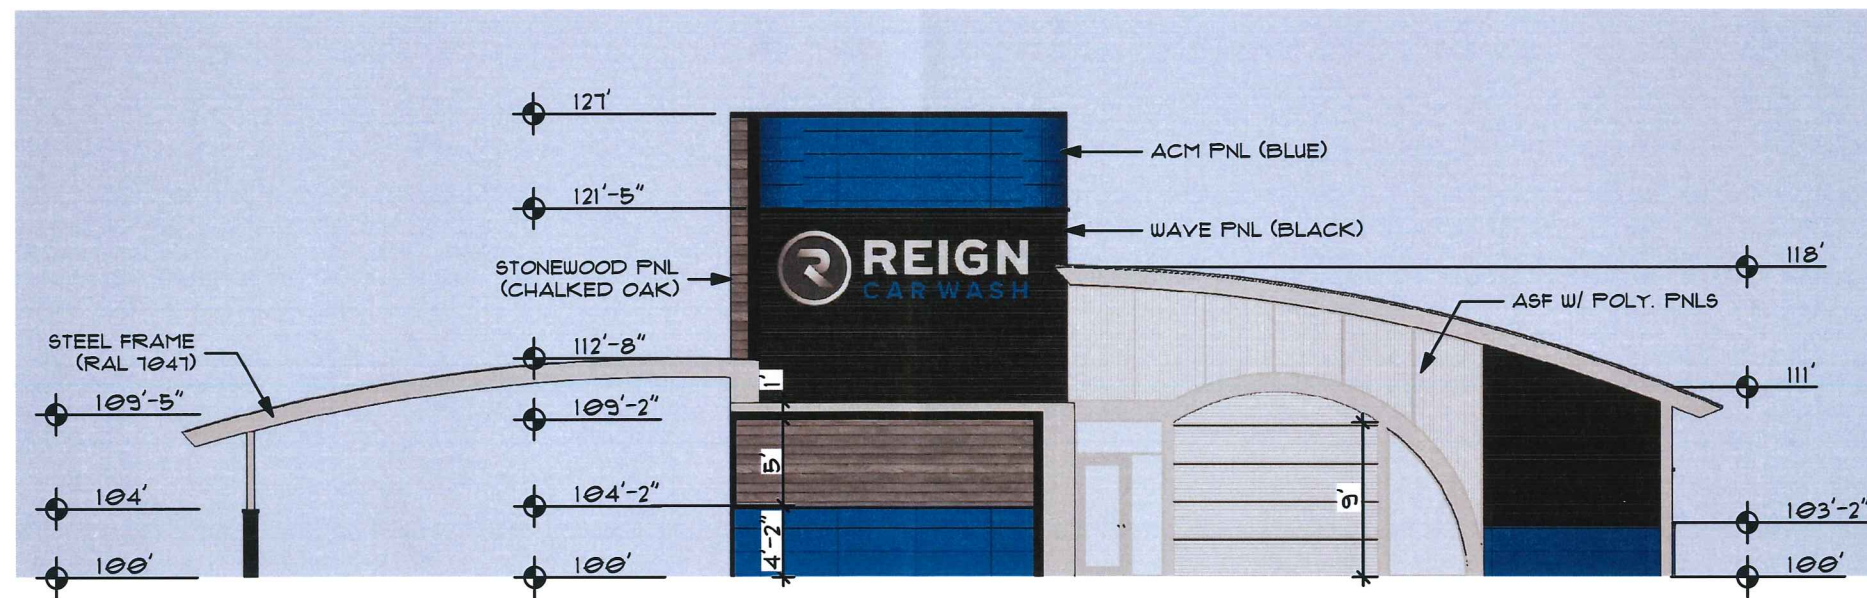 127'
121'-5"
ACM PNL (BLUE)
WAVE PNL (BLACK)
REIGN
CAR WASH
STONEWOOD PNL
(CHALKED OAK)
118'
ASF W/ POLY. PNLS
STEEL FRAME
(RAL 7047)
112'-8"
111'
109'-5"
109'-2"
1'
5'
9'
104'
104'-2"
4'-2"
103'-2"
100'
100'
100'